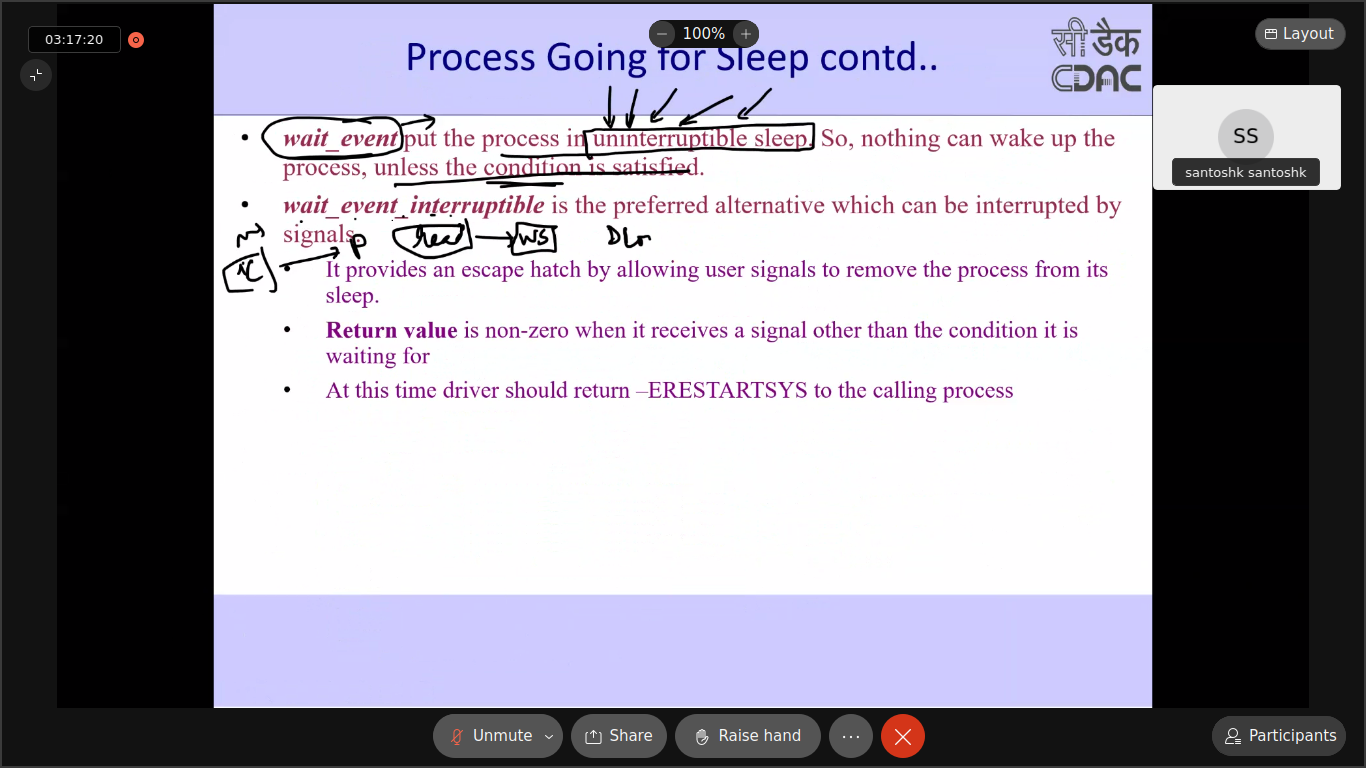 03:17:20
100%
Layout
Process Going for Sleep contd..
सी डैक
CDAC
SS
santoshk santoshk
• wait_event put the process in uninterruptible sleep. So, nothing can wake up the
process, unless the condition is satisfied.
• wait_event_interruptible is the preferred alternative which can be interrupted by
signals.
P read WS
• It provides an escape hatch by allowing user signals to remove the process from its
sleep.
• Return value is non-zero when it receives a signal other than the condition it is
waiting for
• At this time driver should return –ERESTARTSYS to the calling process
Unmute
Share
Raise hand
Participants